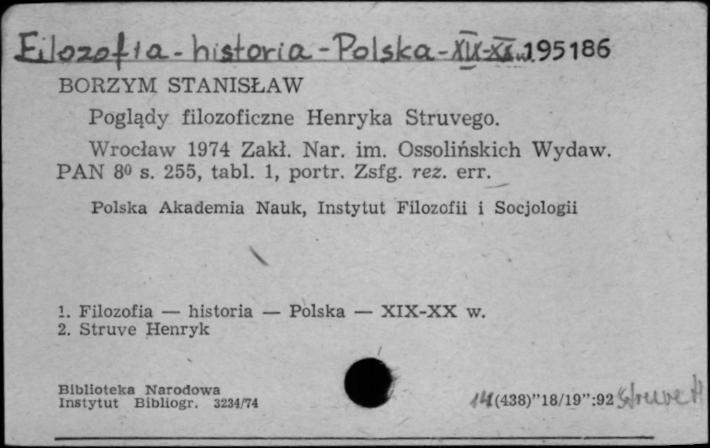 Filozofia - historia - Polska - XIX-XX w. 195186
BORZYM STANISŁAW
Poglądy filozoficzne Henryka Struvego.
Wrocław 1974 Zakł. Nar. im. Ossolińskich Wydaw.
PAN 8⁰ s. 255, tabl. 1, portr. Zsfg. rez. err.
Polska Akademia Nauk, Instytut Filozofii i Socjologii
1. Filozofia — historia — Polska — XIX-XX w.
2. Struve Henryk
Biblioteka Narodowa
Instytut Bibliogr. 3234/74
14(438)"18/19":92 Struve H